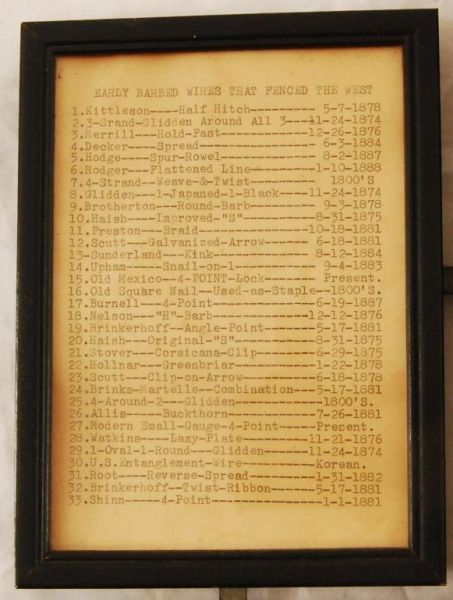 EARLY BARBED WIRES THAT FENCED THE WEST
1.Kittleson----Half Hitch---------- 5-7-1878
2.3-Srand-Glidden Around All 3---11-24-1874
3.Merrill---Hold-Fast-----------12-26-1876
4.Decker----Spread-------------- 6-3-1884
5.Hodge----Spur-Rowel----------- 8-2-1887
6.Rodger---Flattened Line-------1-10-1888
7.4-Strand--Weave-&-Twist--------- 1800'S
8.Glidden---1-Japaned-1-Black----11-24-1874
9.Brotherton---Round-Barb--------- 9-3-1878
10.Haish----Improved-"S"-------- 8-31-1875
11.Preston---Braid-------------10-18-1881
12.Scutt---Galvanized-Arrow------ 6-18-1881
13.Sunderland---Kink------------ 8-12-1884
14.Upham-----Snail-on-1----------- 9-4-1883
15.Old Mexico--4-POINT-Lock------- Present.
16.Old Square Nail--Used-as-Staple--1800'S.
17.Burnell---4-Point------------6-19-1887
18.Nelson---"H"-Barb-----------12-12-1876
19.Brinkerhoff--Angle-Point-----5-17-1881
20.Haish---Original-"S"--------8-31-1875
21.Stover---Corsicana-Clip------6-29-1875
22.Hollnar---Greenbriar---------1-22-1878
23.Scutt---Clip-on-Arrow--------6-18-1878
24.Brinks-Martells--Combination--5-17-1881
25.4-Around-2---Glidden----------1800'S.
26.Allis----Buckthorn-----------7-26-1881
27.Modern Small-Gauge-4-Point-----Present.
28.Watkins----Lazy-Plate-------11-21-1876
29.1-Oval-1-Round---Glidden----11-24-1874
30.U.S.Entanglement-Wire---------Korean.
31.Root----Reverse-Spread--------1-31-1882
32.Brinkerhoff--Twist-Ribbon-----5-17-1881
33.Shinn-----4-Point-------------1-1-1881